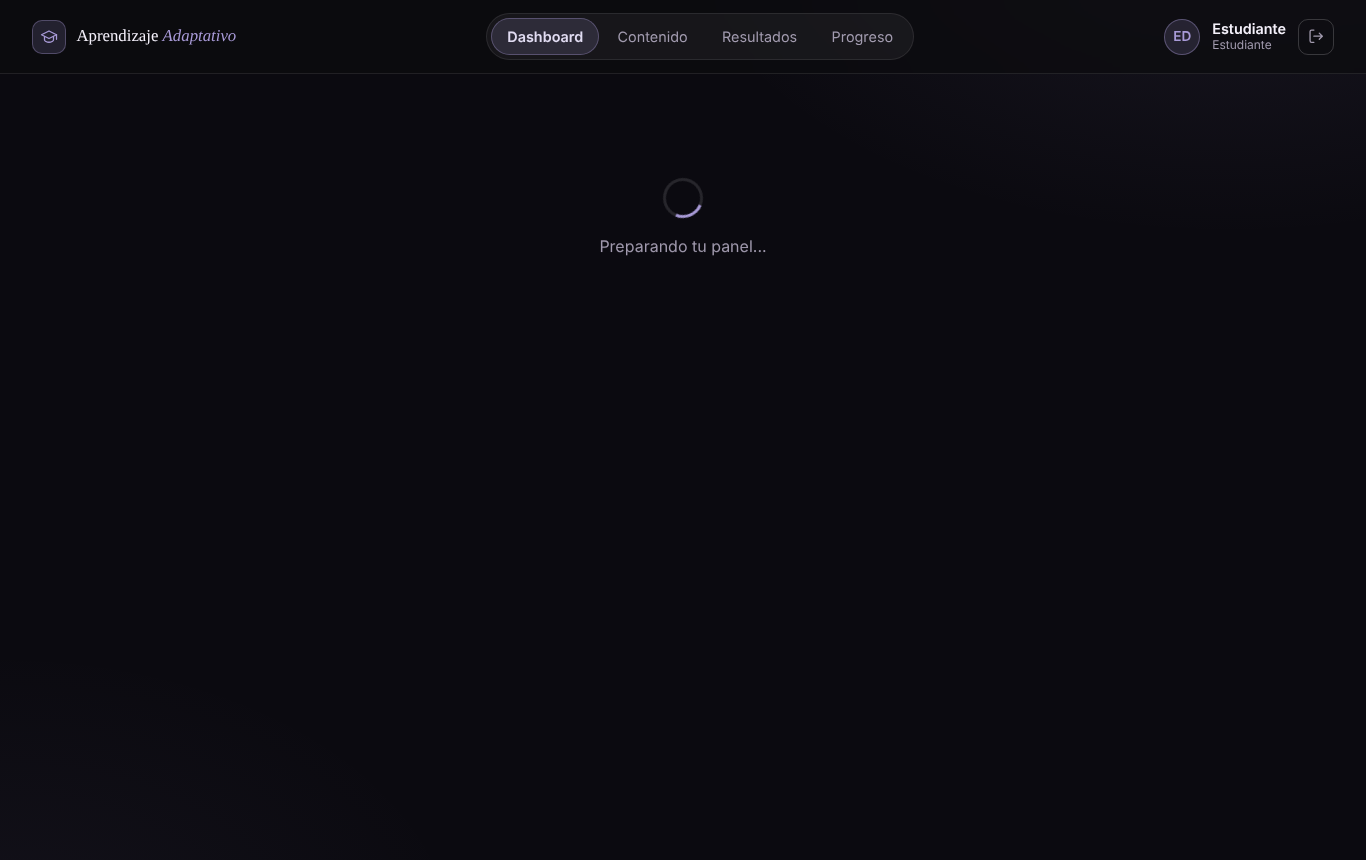 Aprendizaje Adaptativo
Dashboard
Contenido
Resultados
Progreso
ED
Estudiante
Estudiante
Preparando tu panel...